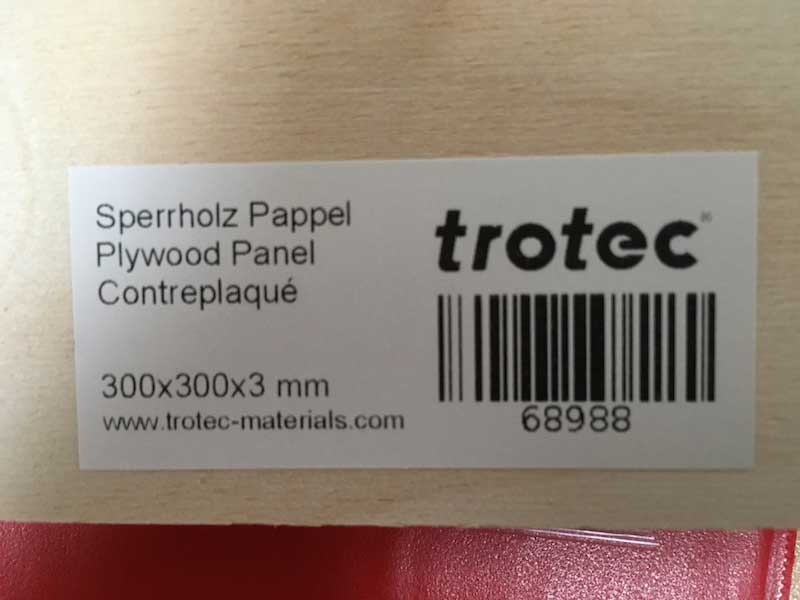 Sperrholz Pappel
Plywood Panel
Contreplaqué
300x300x3 mm
www.trotec-materials.com
trotec®
68988